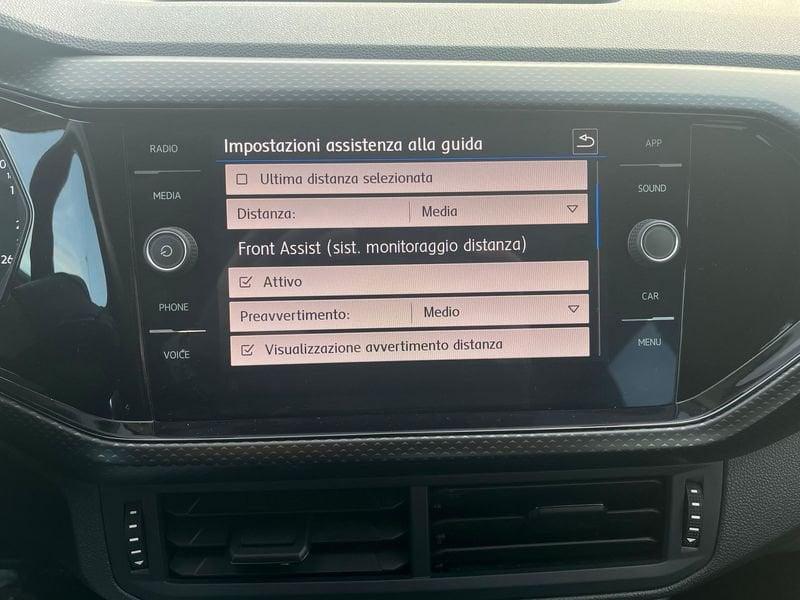 RADIO
MEDIA
PHONE
VOICE
Impostazioni assistenza alla guida
Ultima distanza selezionata
Distanza: Media
Front Assist (sist. monitoraggio distanza)
Attivo
Preavvertimento: Medio
Visualizzazione avvertimento distanza
APP
SOUND
CAR
MENU